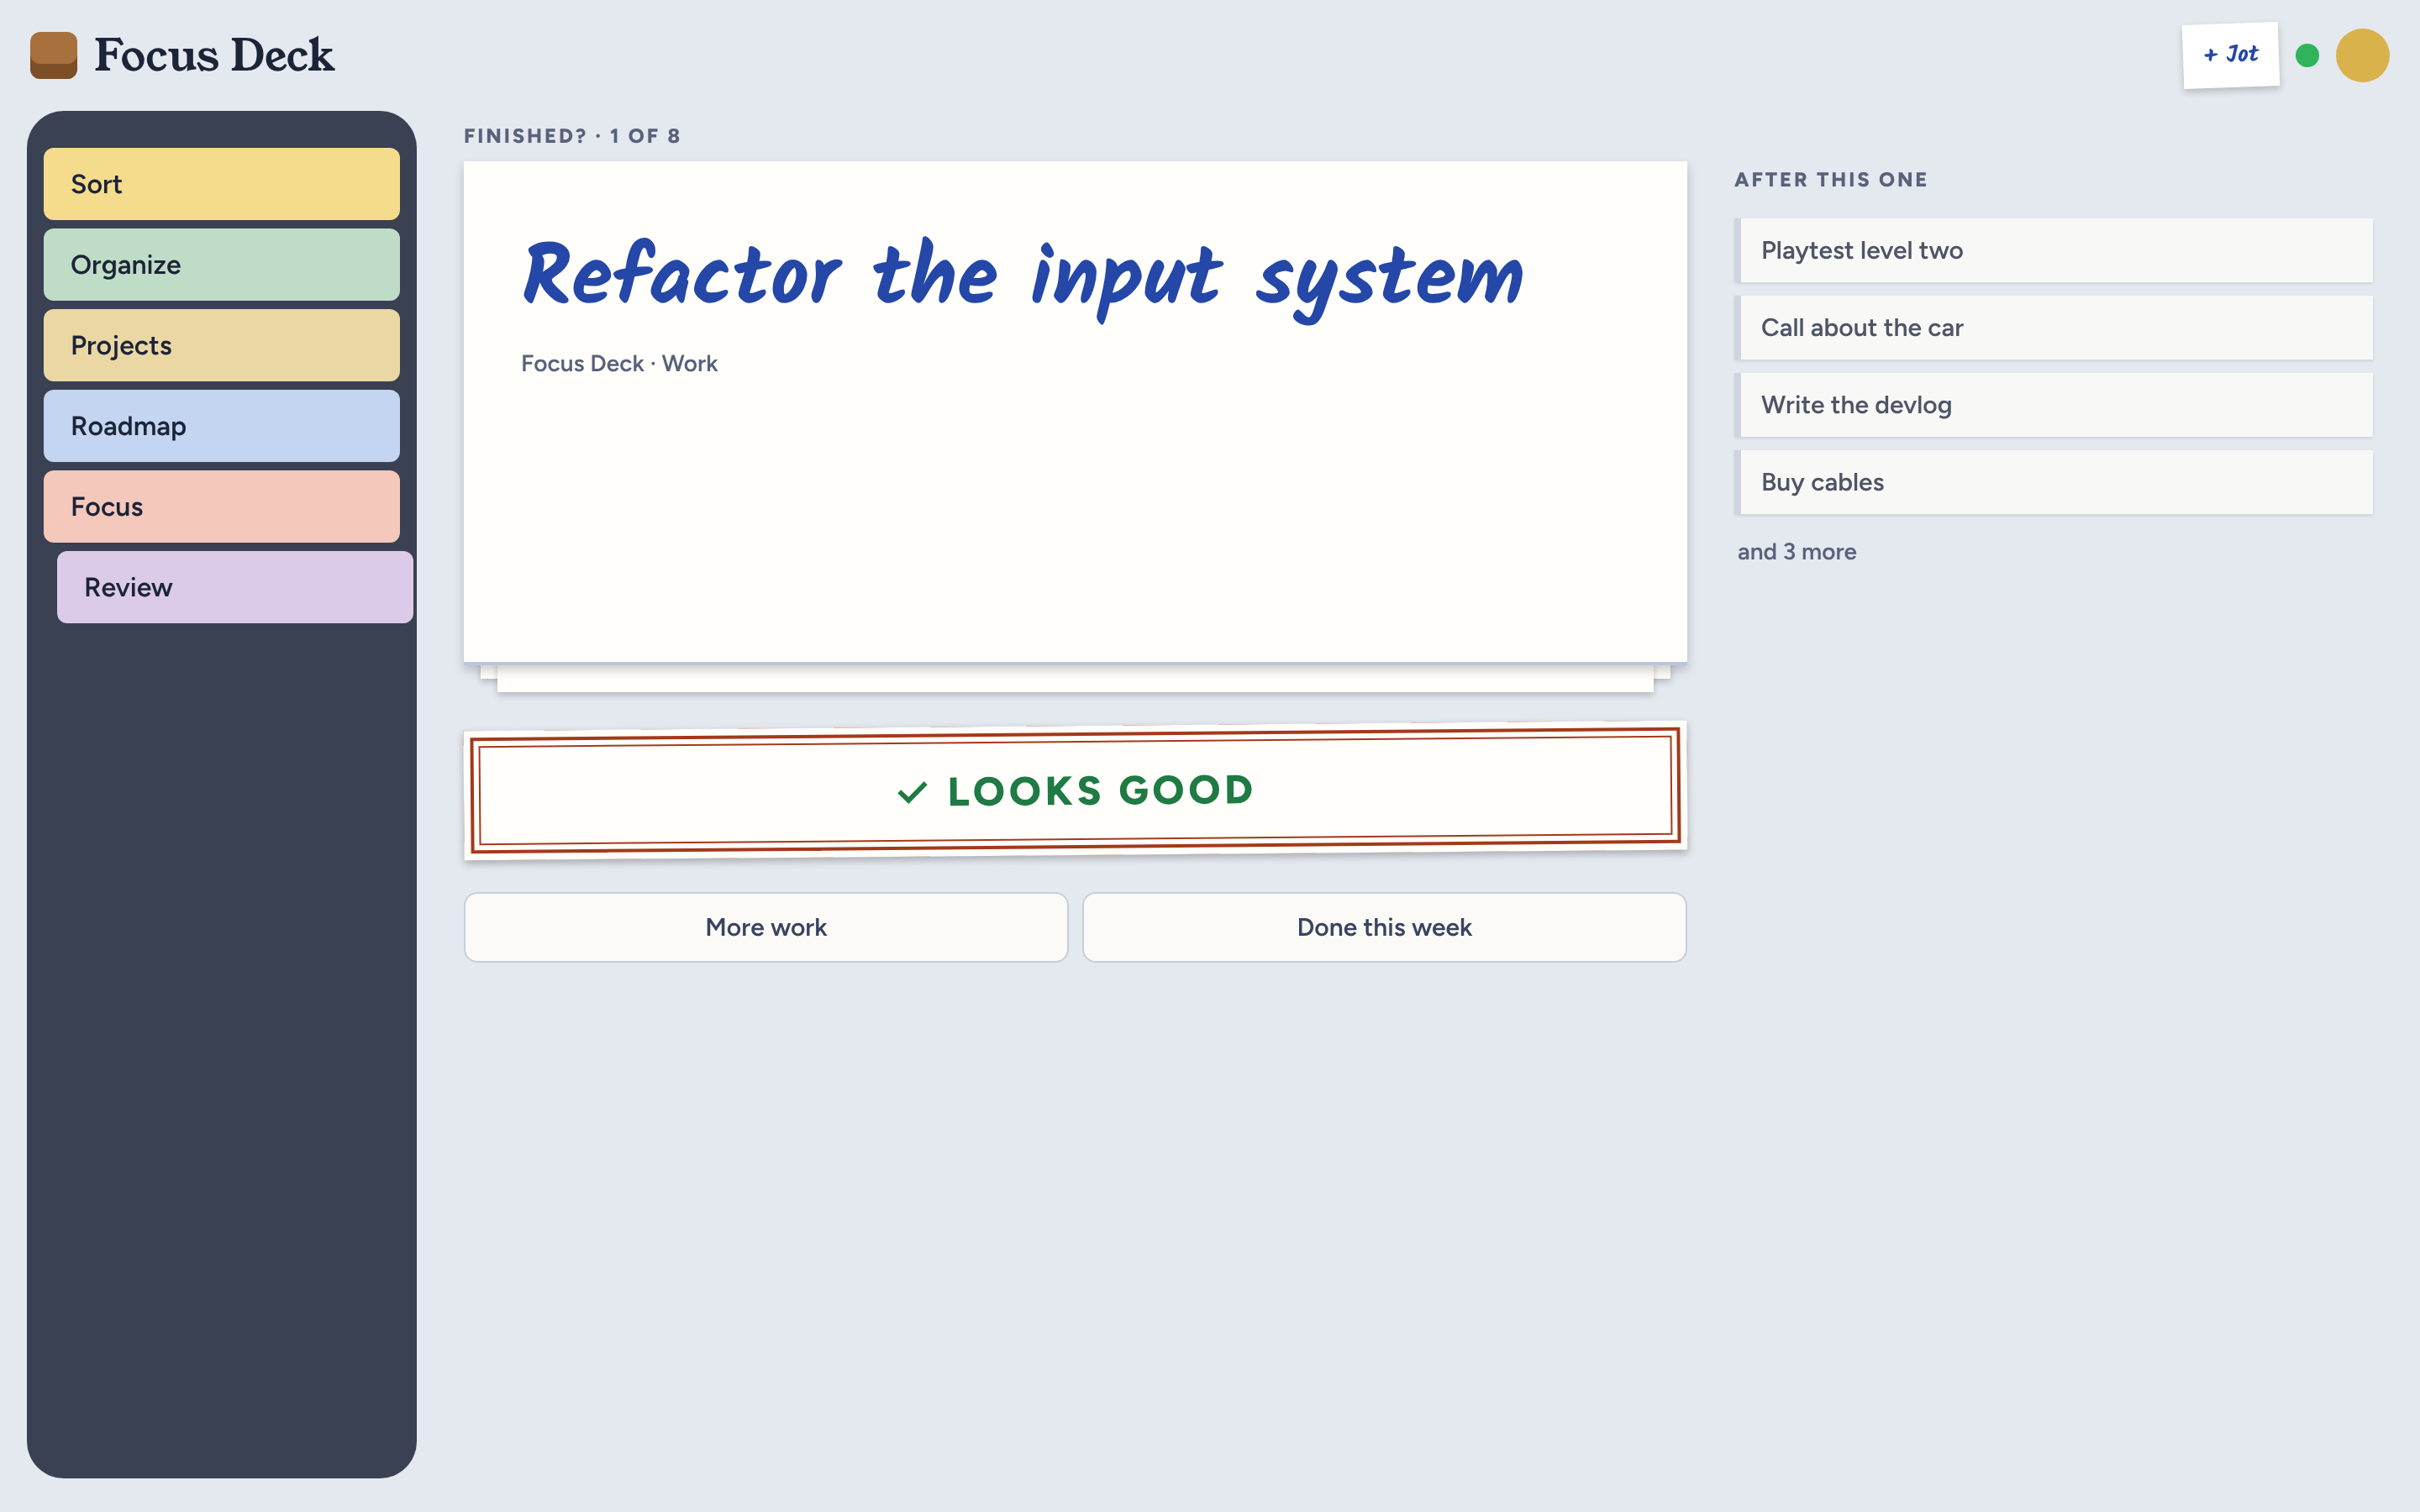 Focus Deck
+ Jot
Sort
Organize
Projects
Roadmap
Focus
Review
FINISHED? · 1 OF 8
Refactor the input system
Focus Deck · Work
✓ LOOKS GOOD
More work
Done this week
AFTER THIS ONE
Playtest level two
Call about the car
Write the devlog
Buy cables
and 3 more